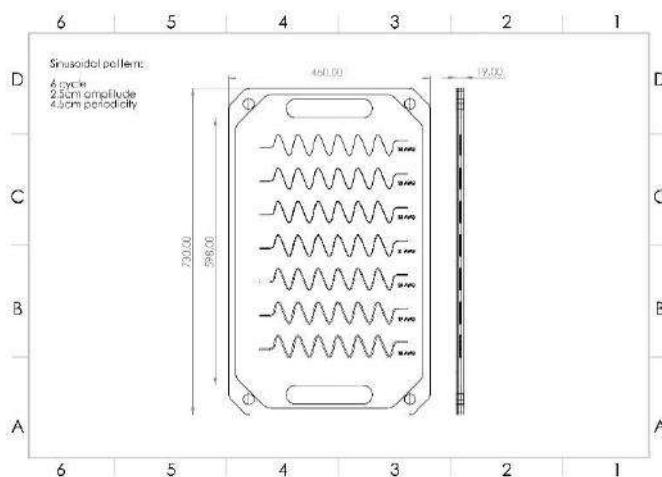 6 5 4 3 2 1
Sinusoidal pattern:
6 cycle
2.5cm amplitude
4.5cm periodicity
460.00
19.00
730.00
598.00
D D
C C
B B
A A
6 5 4 3 2 1